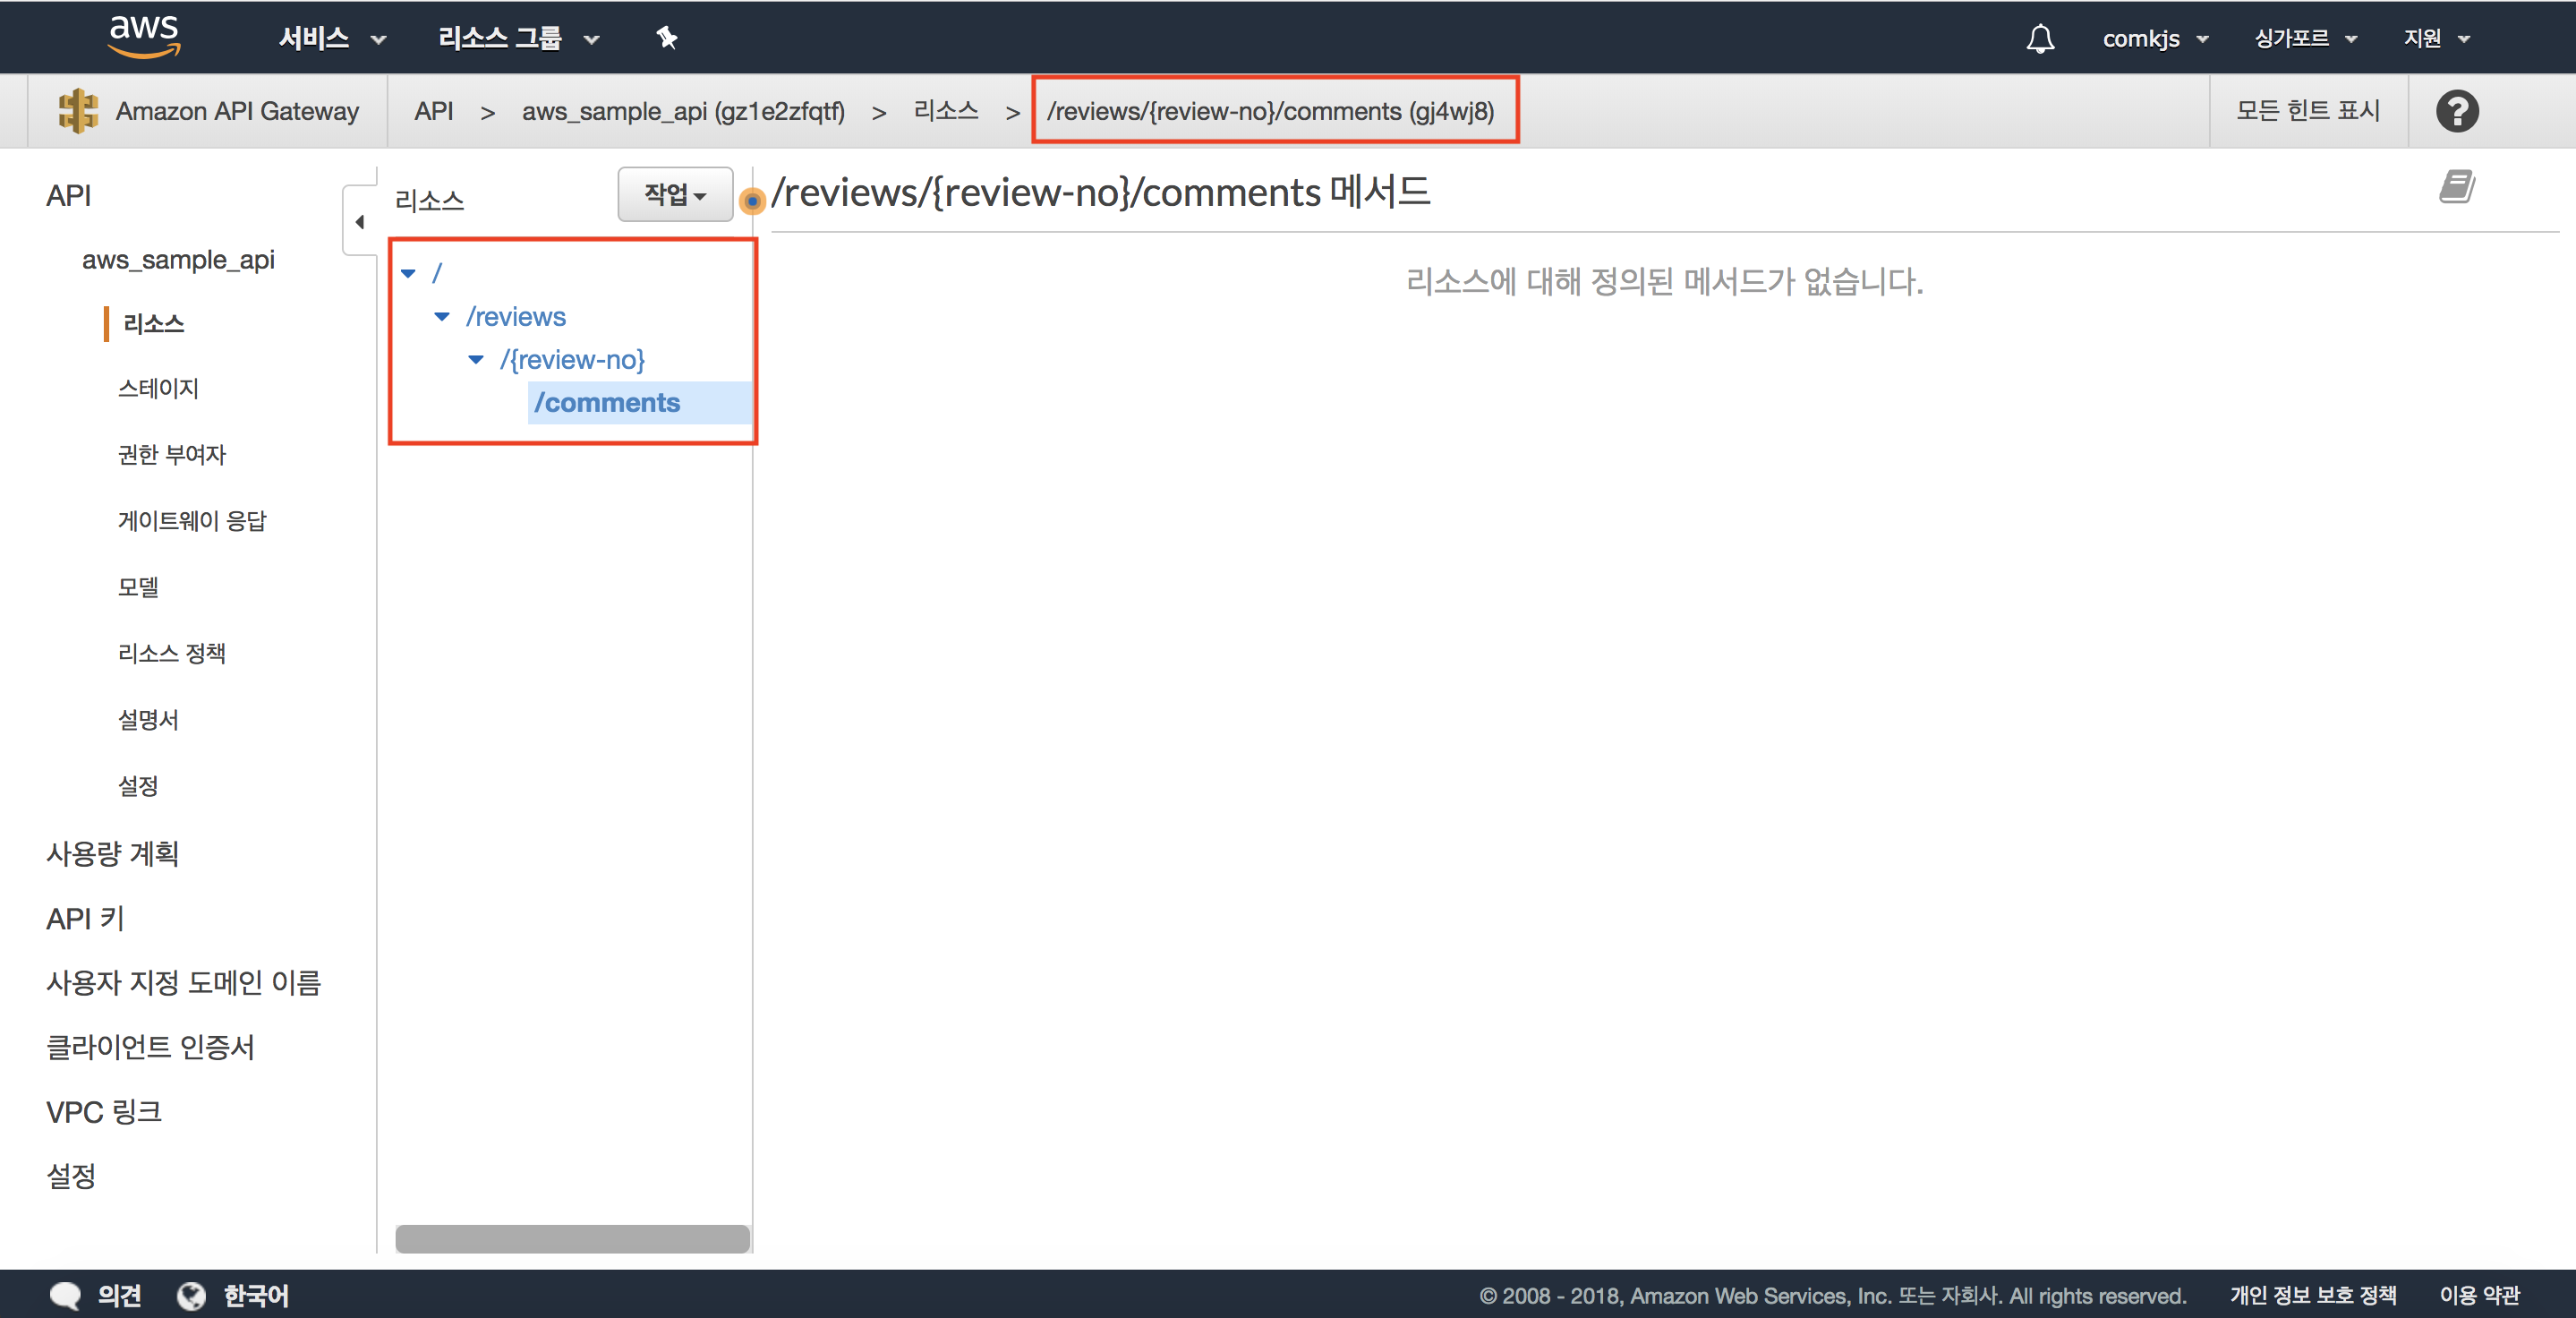 aws
서비스
리소스 그룹
comkjs
싱가포르
지원
Amazon API Gateway
API > aws_sample_api (gz1e2zfqtf) > 리소스 > /reviews/{review-no}/comments (gj4wj8)
모든 힌트 표시
?
API
aws_sample_api
리소스
스테이지
권한 부여자
게이트웨이 응답
모델
리소스 정책
설명서
설정
사용량 계획
API 키
사용자 지정 도메인 이름
클라이언트 인증서
VPC 링크
설정
리소스
작업
/
/reviews
/{review-no}
/comments
/reviews/{review-no}/comments 메서드
리소스에 대해 정의된 메서드가 없습니다.
의견
한국어
© 2008 - 2018, Amazon Web Services, Inc. 또는 자회사. All rights reserved.
개인 정보 보호 정책
이용 약관